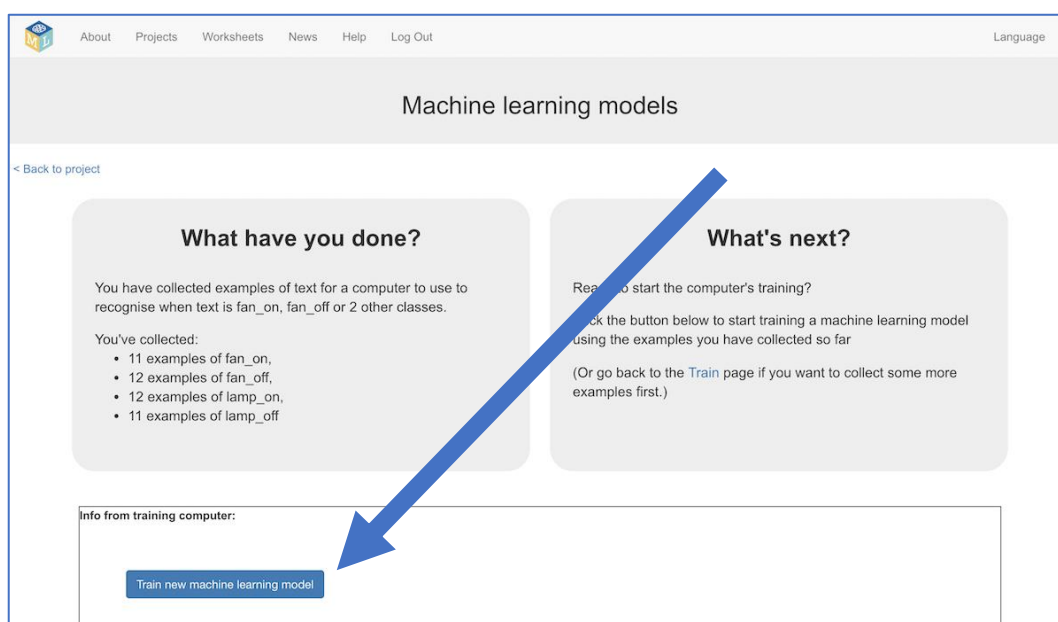 About Projects Worksheets News Help Log Out Language
Machine learning models
< Back to project
What have you done?
You have collected examples of text for a computer to use to
recognise when text is fan_on, fan_off or 2 other classes.
You've collected:
• 11 examples of fan_on,
• 12 examples of fan_off,
• 12 examples of lamp_on,
• 11 examples of lamp_off
What's next?
to start the computer's training?
the button below to start training a machine learning model
using the examples you have collected so far
(Or go back to the Train page if you want to collect some more
examples first.)
Info from training computer:
Train new machine learning model